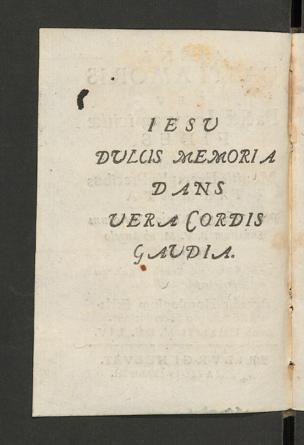 IESU
DULCIS MEMORIA
DANS
VERA CORDIS
GAUDIA.